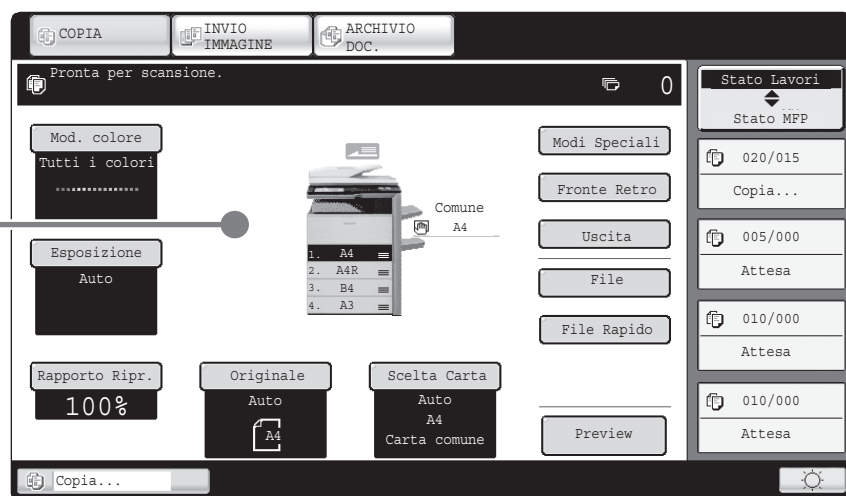 COPIA
INVIO
IMMAGINE
ARCHIVIO
DOC.
Pronta per scansione.
0
Mod. colore
Tutti i colori
Esposizione
Auto
Rapporto Ripr.
100%
Originale
Auto
A4
Scelta Carta
Auto
A4
Carta comune
1. A4
2. A4R
3. B4
4. A3
Comune
A4
Modi Speciali
Fronte Retro
Uscita
File
File Rapido
Preview
Stato Lavori
Stato MFP
020/015
Copia...
005/000
Attesa
010/000
Attesa
010/000
Attesa
Copia...